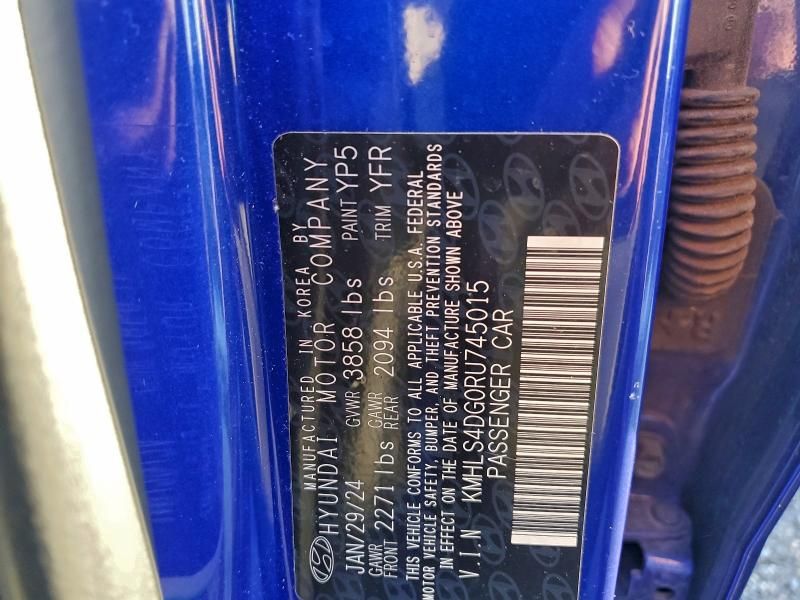 MANUFACTURED IN KOREA BY
HYUNDAI MOTOR COMPANY
JAN/29/24 GVWR 3858 lbs PAINT YP5
GAWR FRONT 2271 lbs GAWR REAR 2094 lbs TRIM YFR
THIS VEHICLE CONFORMS TO ALL APPLICABLE U.S.A. FEDERAL
MOTOR VEHICLE SAFETY, BUMPER, AND THEFT PREVENTION STANDARDS
IN EFFECT ON THE DATE OF MANUFACTURE SHOWN ABOVE
V.I.N KMHLS4DG0RU745015
PASSENGER CAR